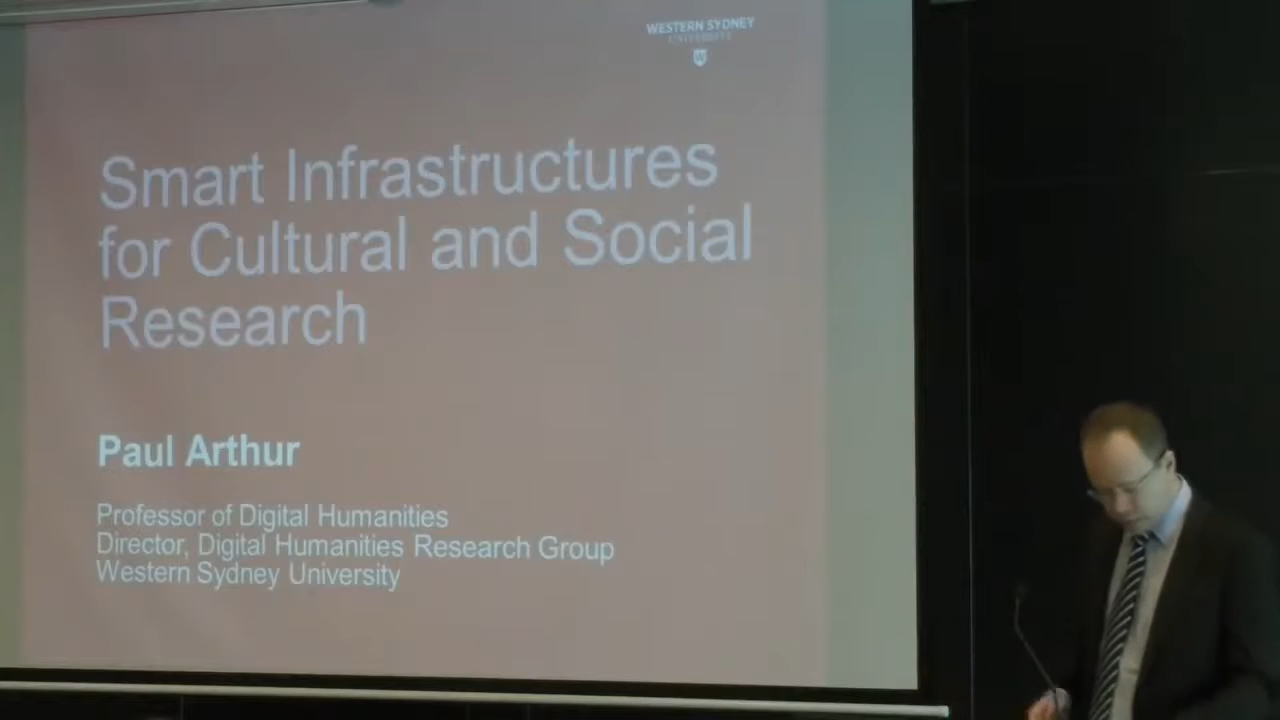 WESTERN SYDNEY
UNIVERSITY
W
Smart Infrastructures
for Cultural and Social
Research
Paul Arthur
Professor of Digital Humanities
Director, Digital Humanities Research Group
Western Sydney University